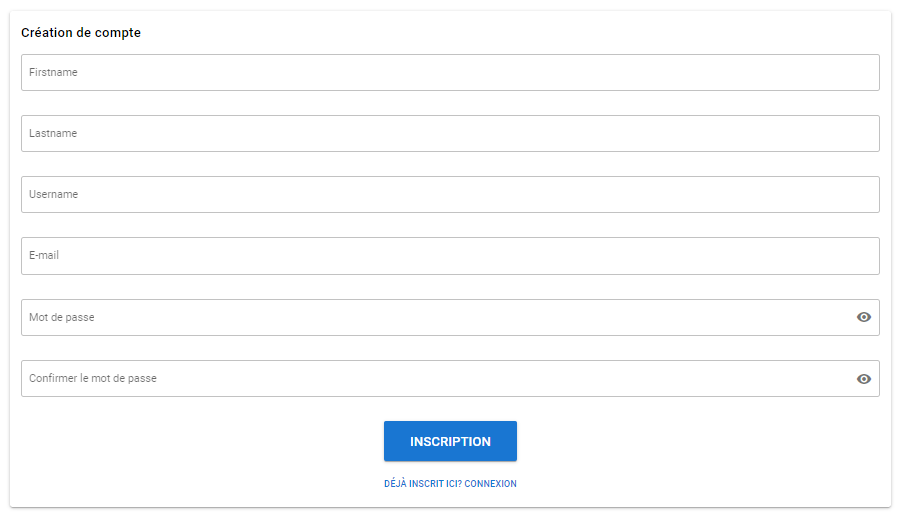 Création de compte
Firstname
Lastname
Username
E-mail
Mot de passe
Confirmer le mot de passe
INSCRIPTION
DÉJÀ INSCRIT ICI? CONNEXION